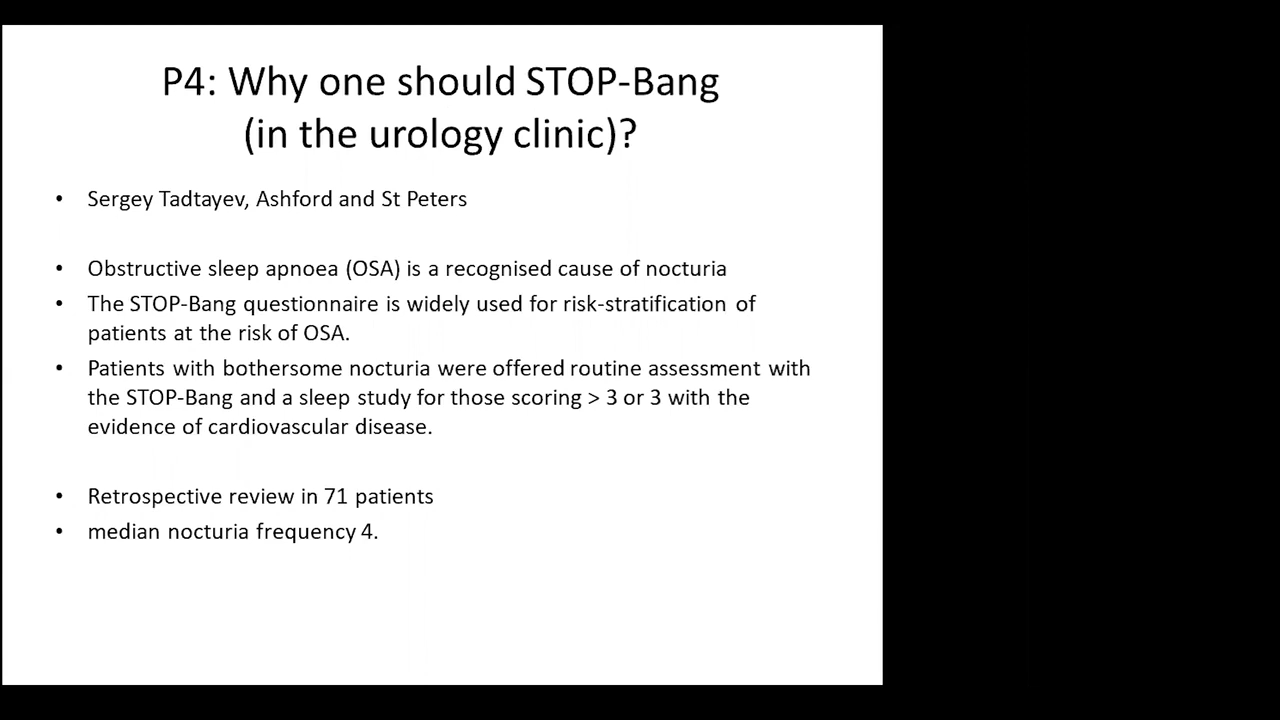 P4: Why one should STOP-Bang
(in the urology clinic)?
• Sergey Tadtayev, Ashford and St Peters
• Obstructive sleep apnoea (OSA) is a recognised cause of nocturia
• The STOP-Bang questionnaire is widely used for risk-stratification of
patients at the risk of OSA.
• Patients with bothersome nocturia were offered routine assessment with
the STOP-Bang and a sleep study for those scoring > 3 or 3 with the
evidence of cardiovascular disease.
• Retrospective review in 71 patients
• median nocturia frequency 4.